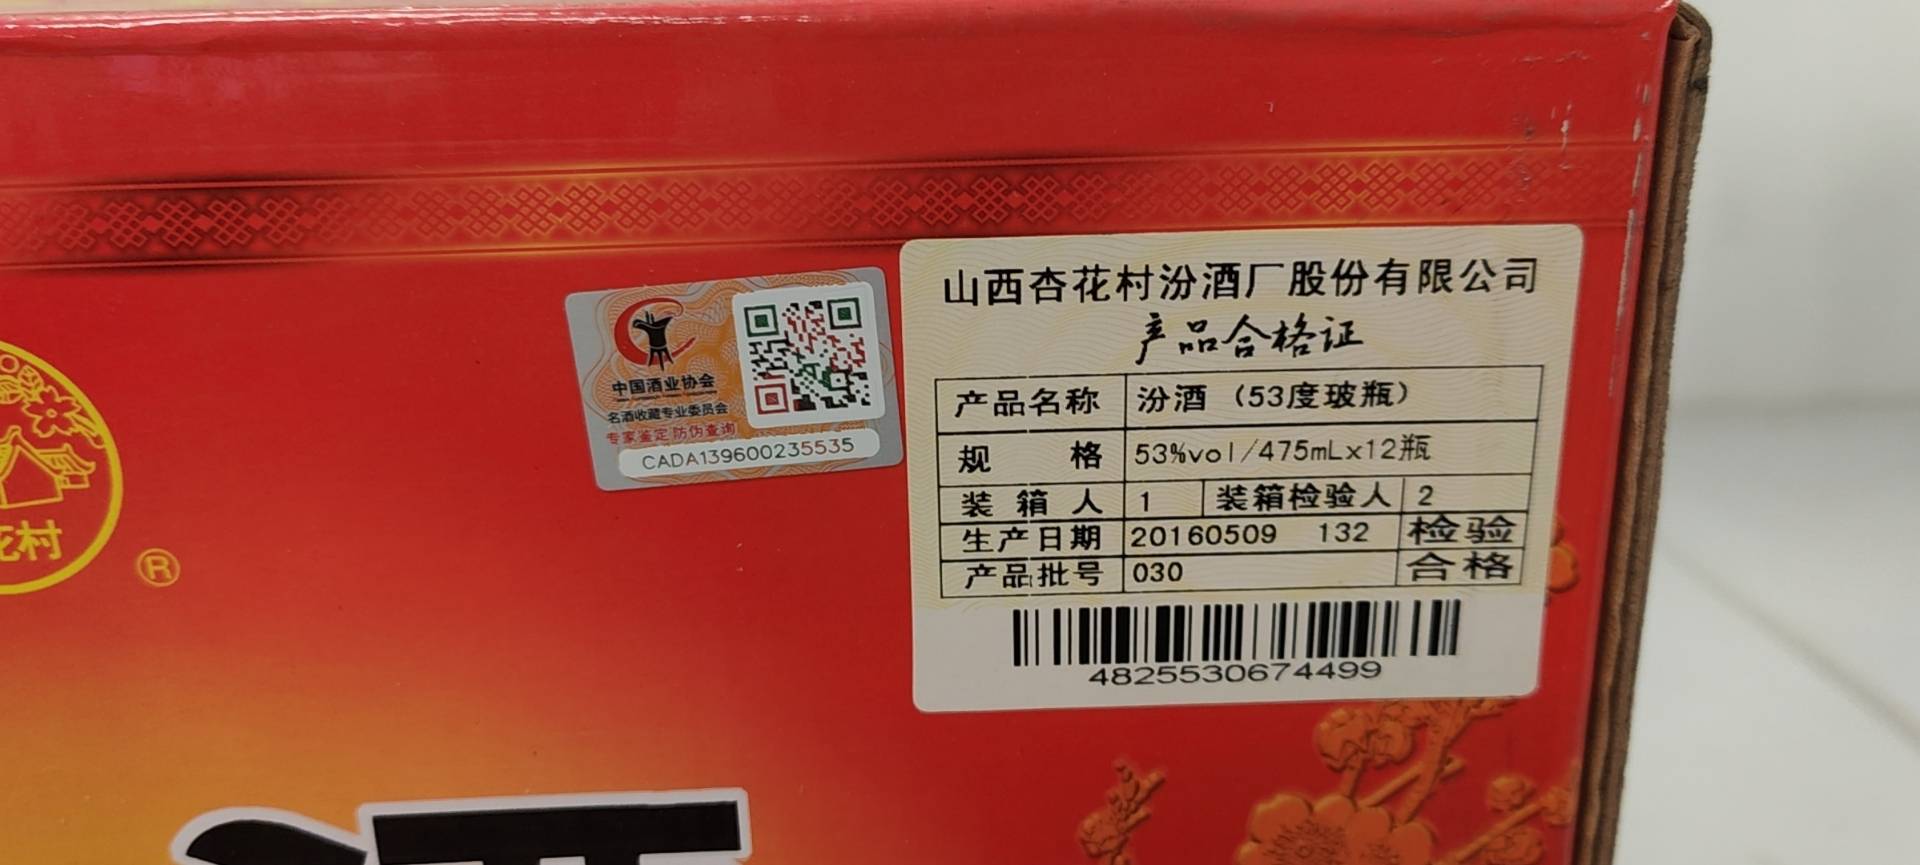 花村
®
中国酒业协会
名酒收藏专业委员会
专家鉴定 防伪查询
CADA139600235535
山西杏花村汾酒厂股份有限公司
产品合格证
产品名称 汾酒（53度玻瓶）
规格 53%vol/475mLx12瓶
装箱人 1 装箱检验人 2
生产日期 20160509 132 检验
产品批号 030 合格
4825530674499